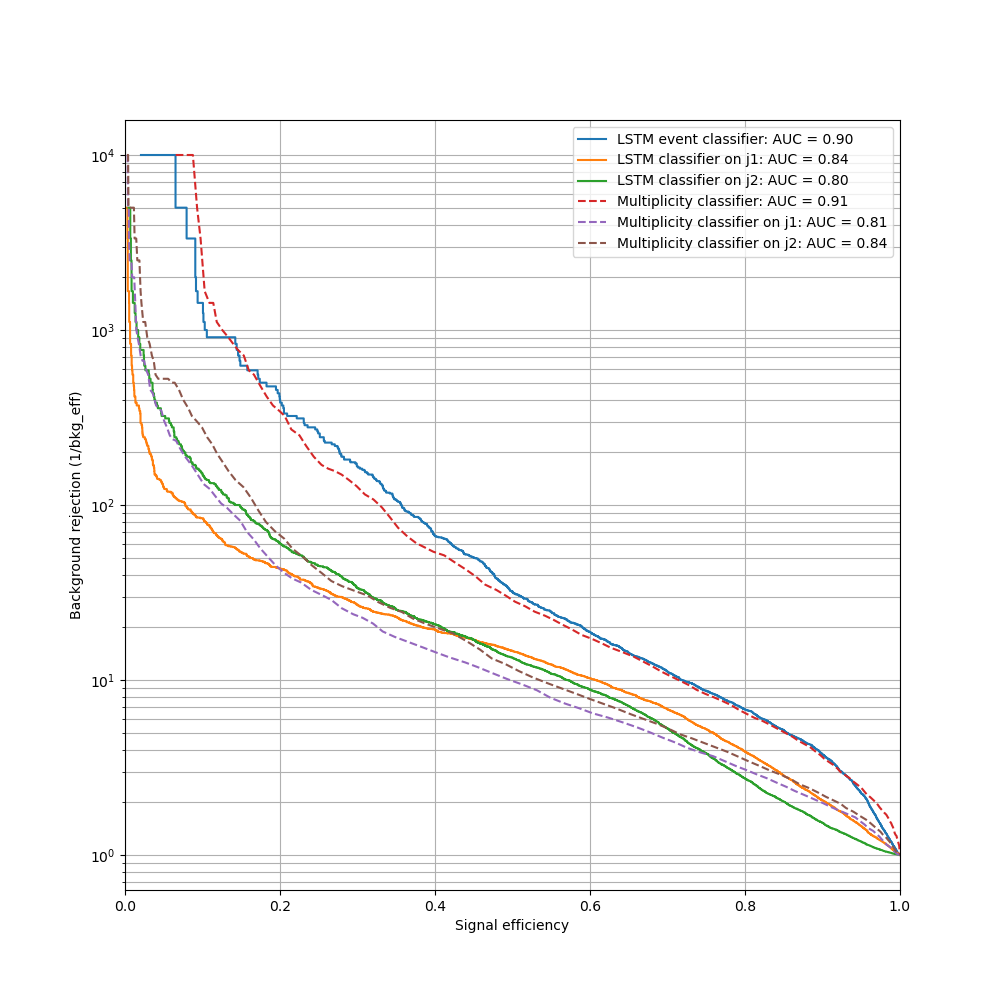 LSTM event classifier: AUC = 0.90
LSTM classifier on j1: AUC = 0.84
LSTM classifier on j2: AUC = 0.80
Multiplicity classifier: AUC = 0.91
Multiplicity classifier on j1: AUC = 0.81
Multiplicity classifier on j2: AUC = 0.84
Background rejection (1/bkg_eff)
10⁴
10³
10²
10¹
10⁰
0.0 0.2 0.4 0.6 0.8 1.0
Signal efficiency